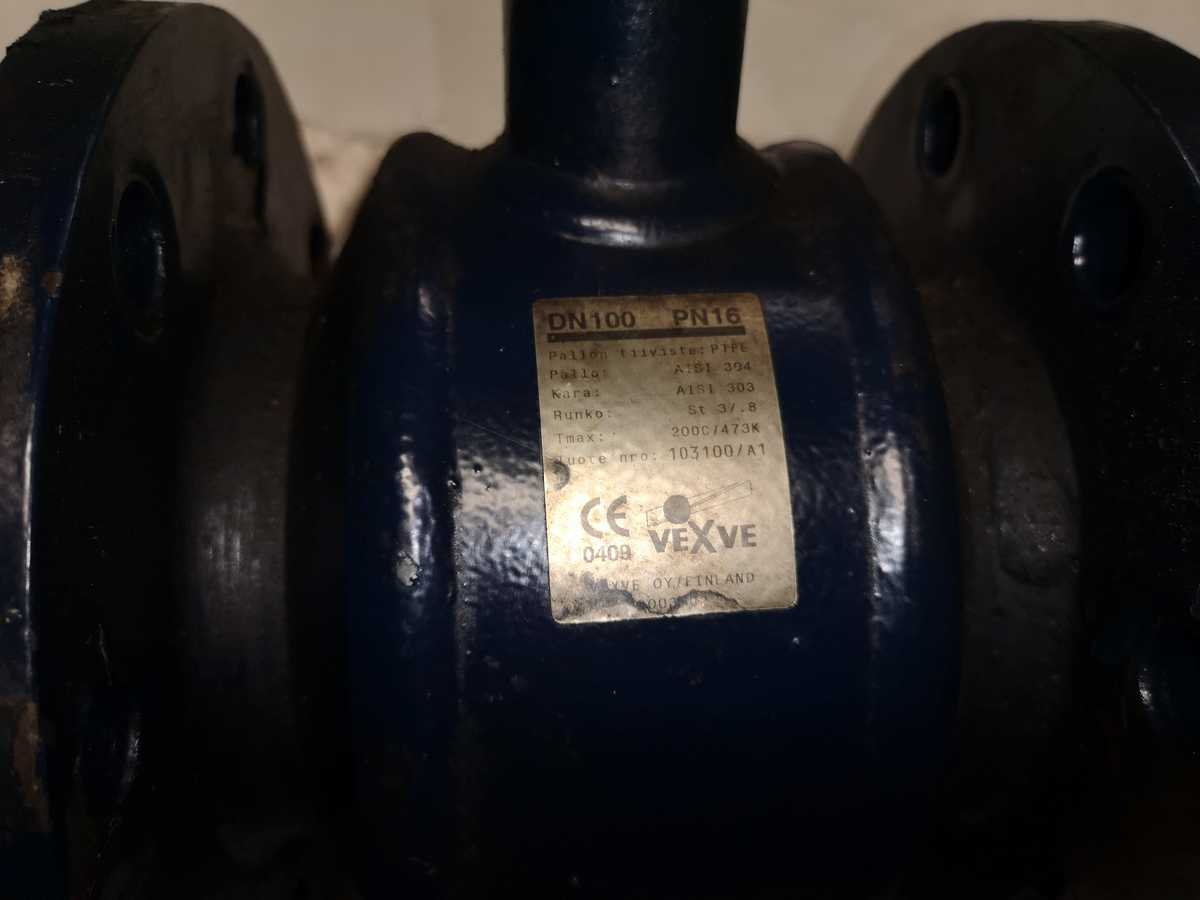 DN100 PN16
Pallon tiiviste: PTFE
Pallo: AISI 304
Kara: AISI 303
Runko: St 37.8
Tmax: 200C/473K
Tuote nro: 103100/A1
CE
0409
VEXVE
OY/FINLAND